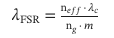 λ_FSR = (n_eff · λ_c) / (n_g · m)